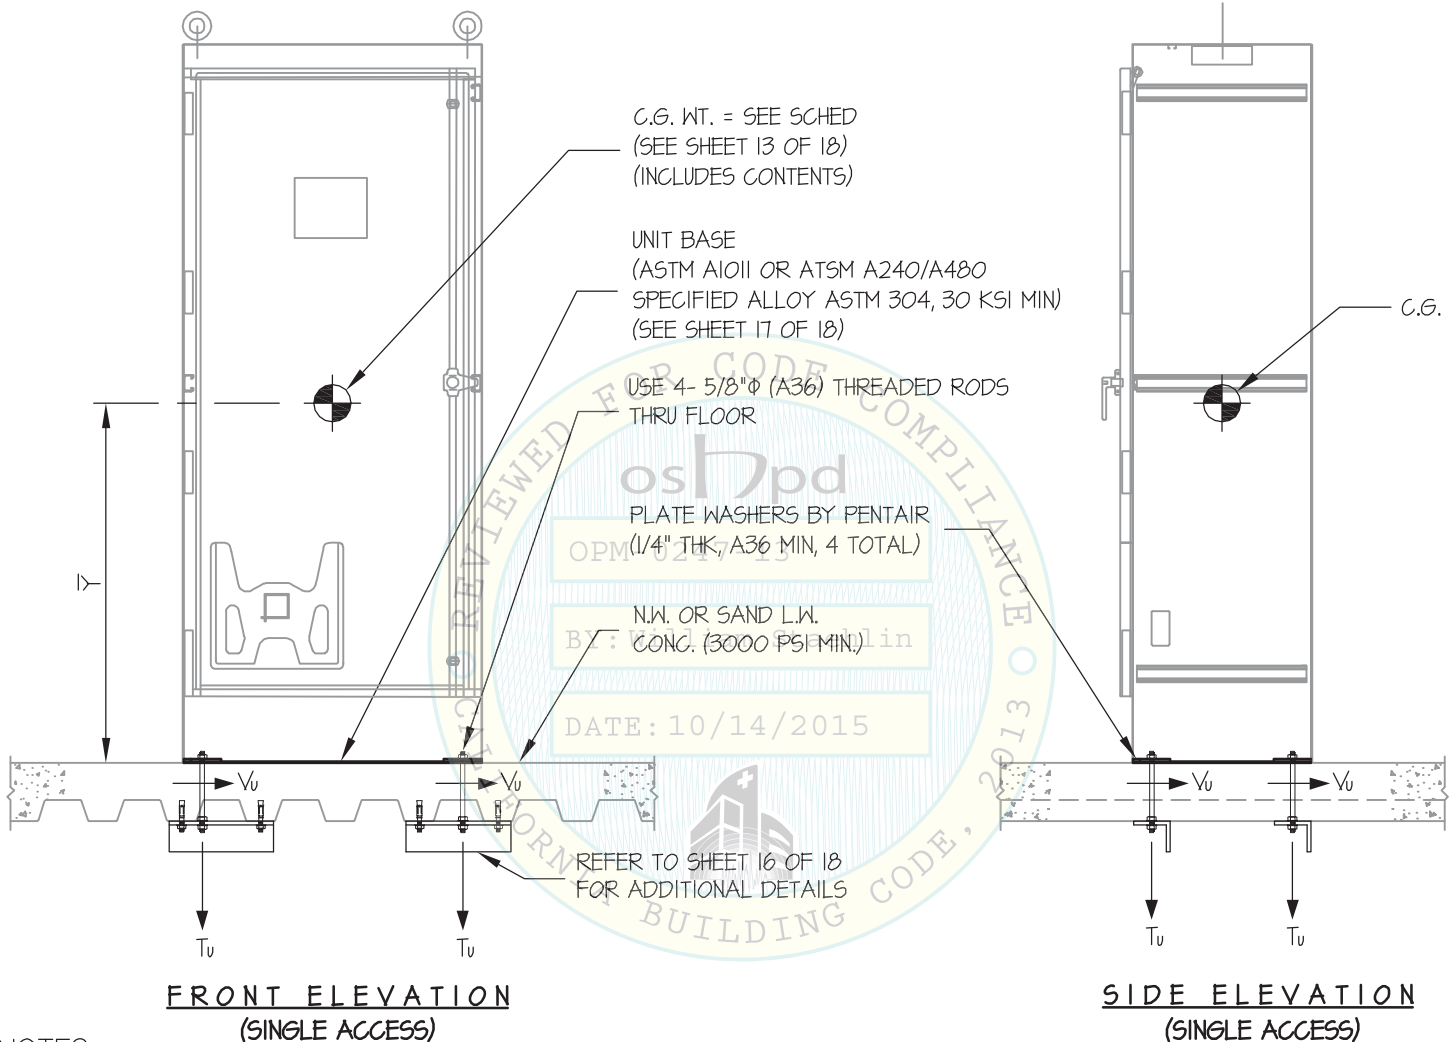 C.G. WT. = SEE SCHED
(SEE SHEET 13 OF 18)
(INCLUDES CONTENTS)
UNIT BASE
(ASTM A1011 OR ATSM A240/A480
SPECIFIED ALLOY ASTM 304, 30 KSI MIN)
(SEE SHEET 17 OF 18)
C.G.
USE 4- 5/8"Φ (A36) THREADED RODS
THRU FLOOR
PLATE WASHERS BY PENTAIR
(1/4" THK, A36 MIN, 4 TOTAL)
N.W. OR SAND L.W.
CONC. (3000 PSI MIN.)
REVIEWED FOR CODE COMPLIANCE
oshpd
OPM-0247-13
BY: William Staehlin
DATE: 10/14/2015
CALIFORNIA BUILDING CODE, 2013
Y
Vu
Vu
Vu
Vu
REFER TO SHEET 16 OF 18
FOR ADDITIONAL DETAILS
Tu
Tu
Tu
Tu
FRONT ELEVATION
(SINGLE ACCESS)
SIDE ELEVATION
(SINGLE ACCESS)